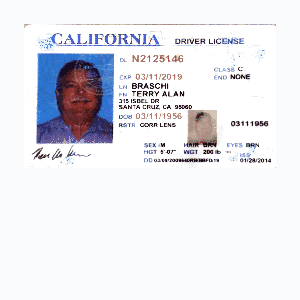 CALIFORNIA DRIVER LICENSE
DL N2125146
CLASS C
EXP 03/11/2019 END NONE
LN BRASCHI
FN TERRY ALAN
315 ISBEL DR
SANTA CRUZ, CA 95060
DOB 03/11/1956
RSTR CORR LENS 03111956
SEX M HAIR BRN EYES BRN
HGT 5'-07" WGT 200 lb
ISS
DD 01/28/2014